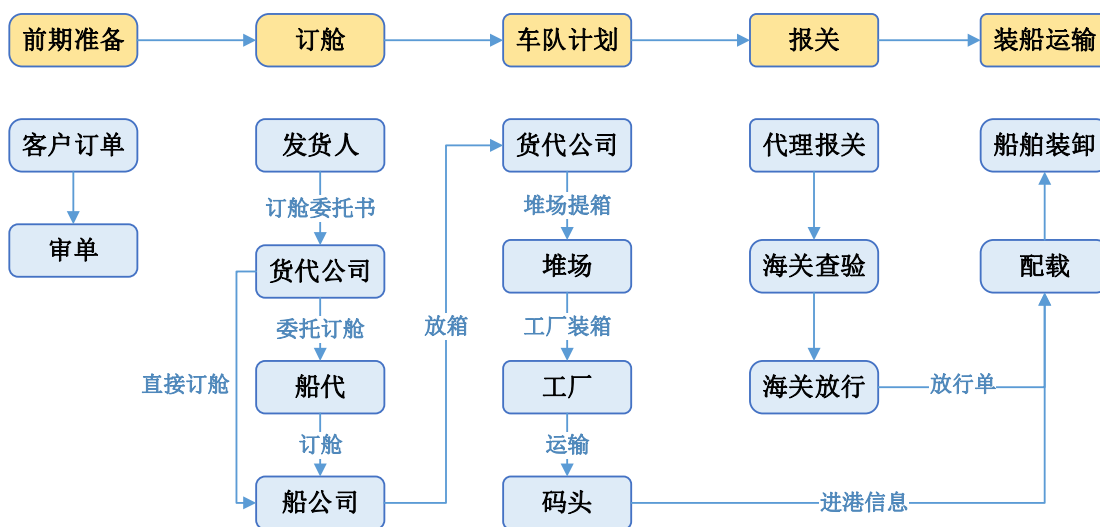 前期准备
订舱
车队计划
报关
装船运输
客户订单
审单
发货人
订舱委托书
货代公司
委托订舱
直接订舱
船代
订舱
船公司
放箱
货代公司
堆场提箱
堆场
工厂装箱
工厂
运输
码头
进港信息
代理报关
海关查验
海关放行
放行单
船舶装卸
配载